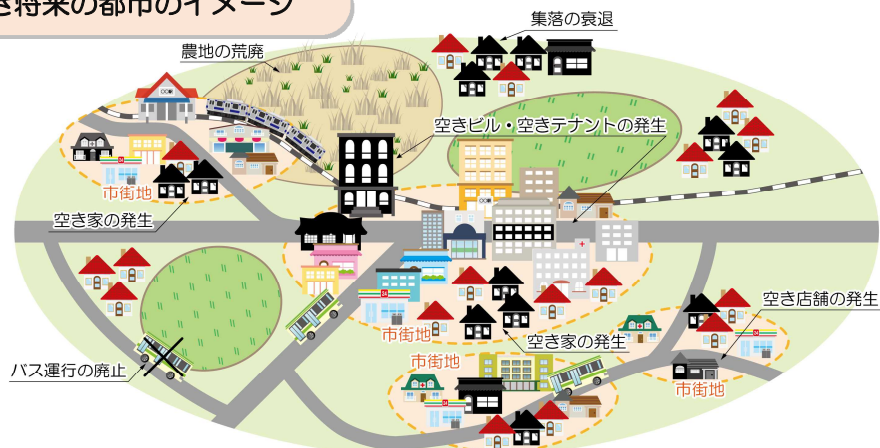 き将来の都市のイメージ
集落の衰退
農地の荒廃
空きビル・空きテナントの発生
市街地
空き家の発生
空き店舗の発生
市街地
空き家の発生
市街地
バス運行の廃止
市街地